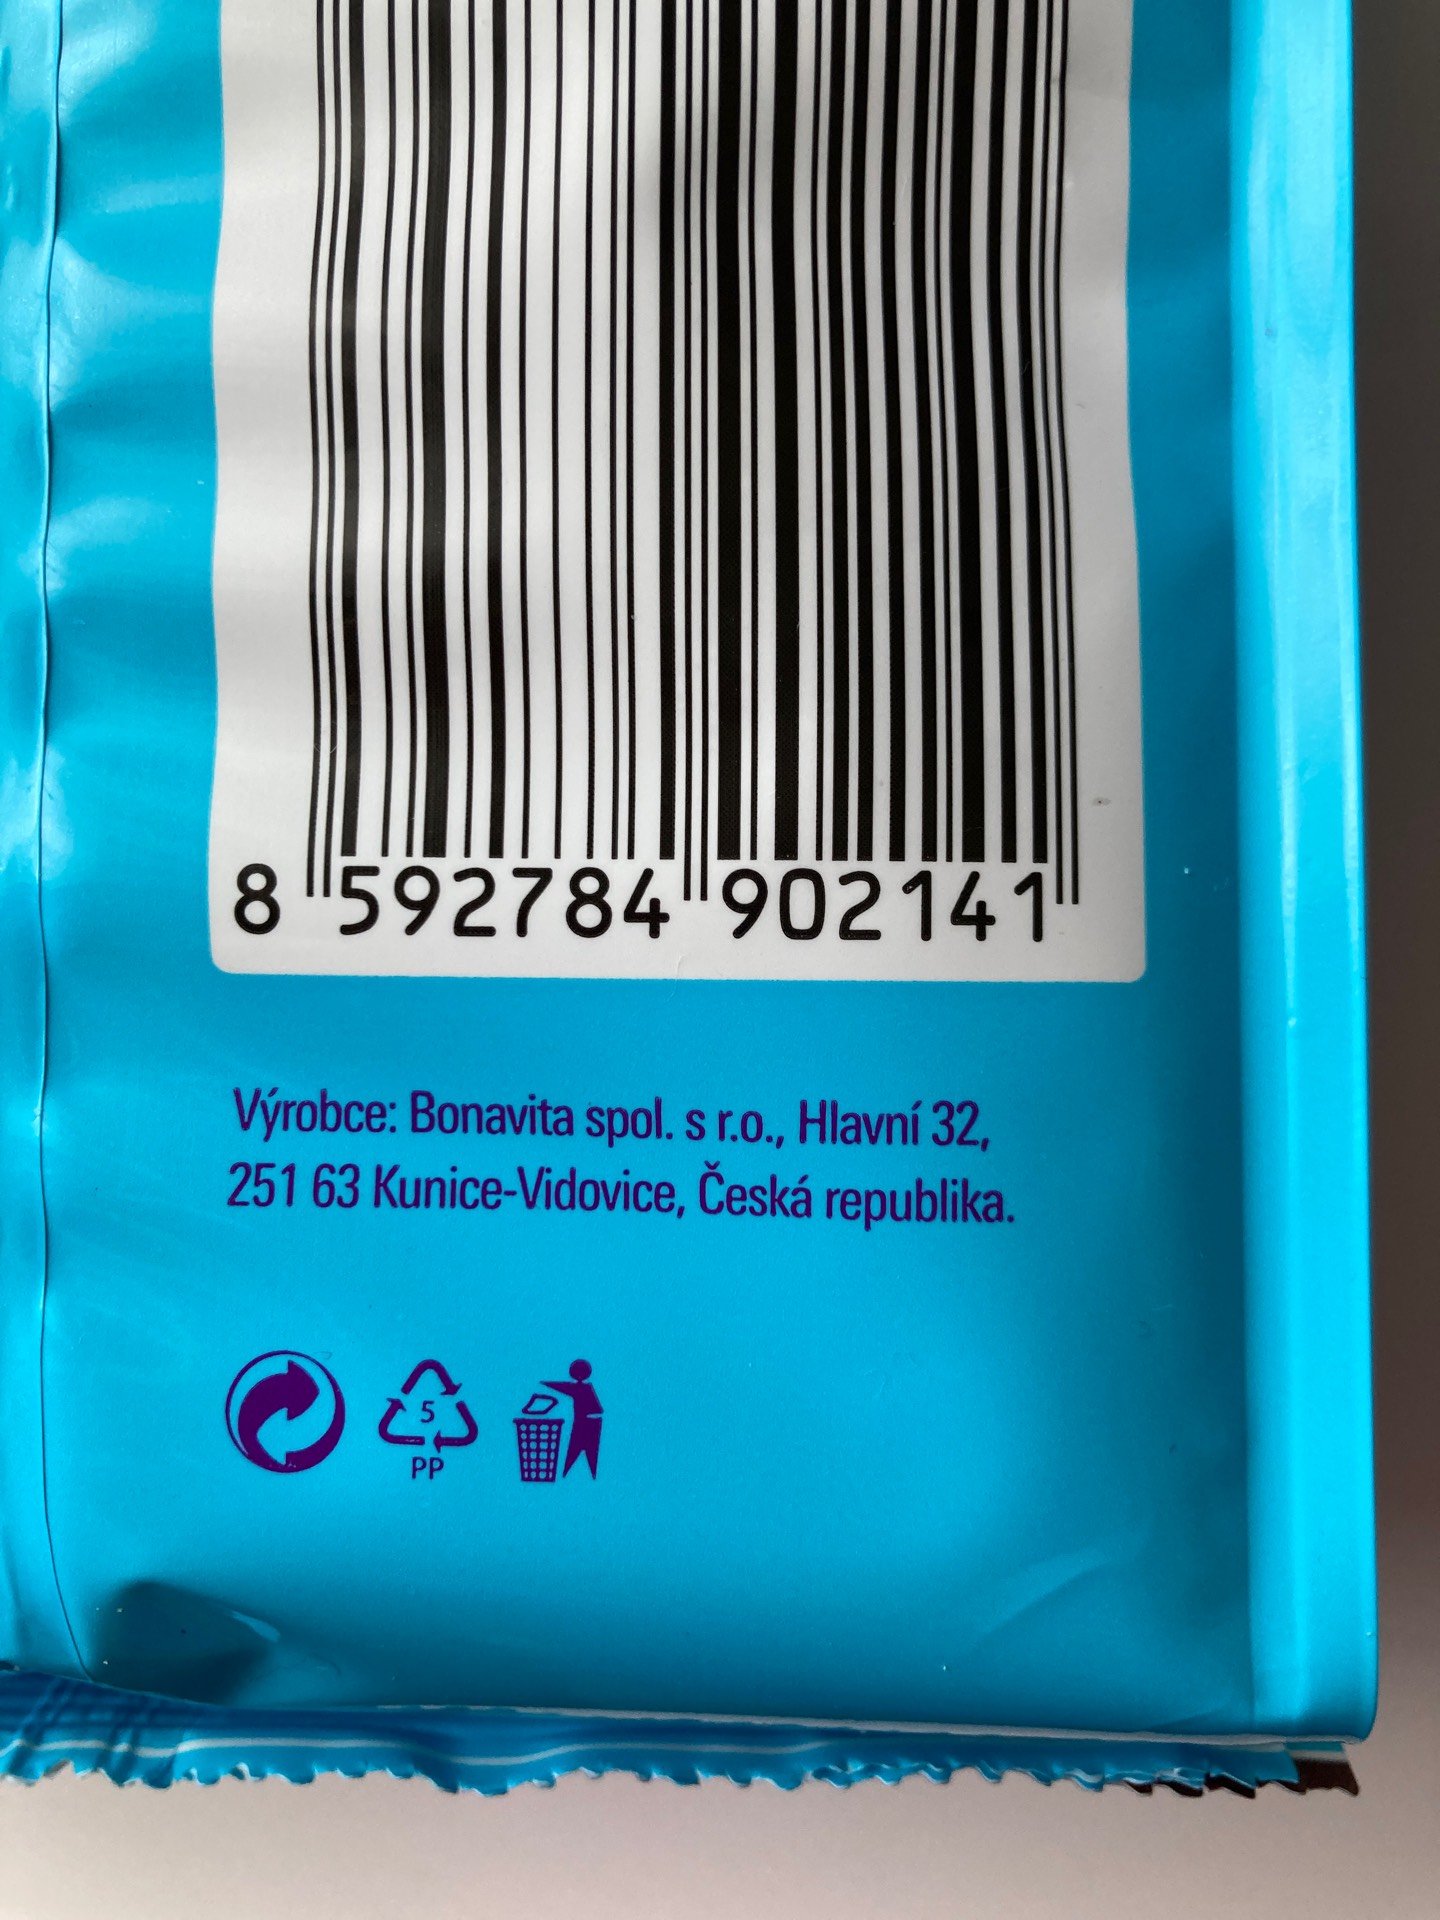 8 592784 902141
Výrobce: Bonavita spol. s r.o., Hlavní 32,
251 63 Kunice-Vidovice, Česká republika.
5
PP